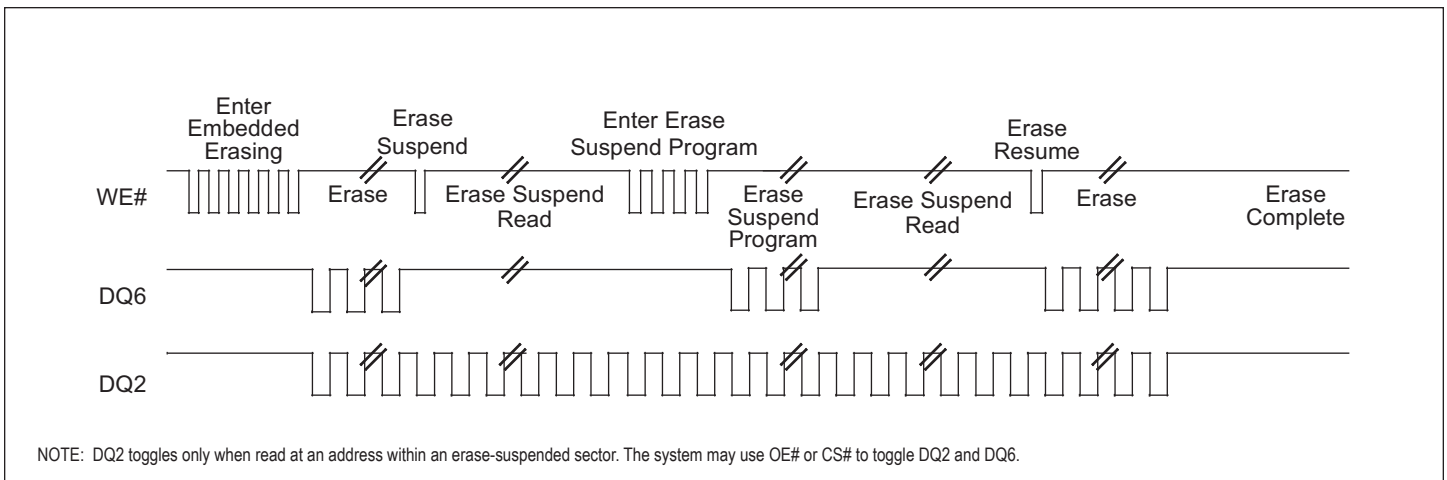 Enter
Embedded
Erasing
Erase
Suspend
Enter Erase
Suspend Program
Erase
Resume
WE#
Erase
Erase Suspend
Read
Erase
Suspend
Program
Erase Suspend
Read
Erase
Erase
Complete
DQ6
DQ2
NOTE: DQ2 toggles only when read at an address within an erase-suspended sector. The system may use OE# or CS# to toggle DQ2 and DQ6.